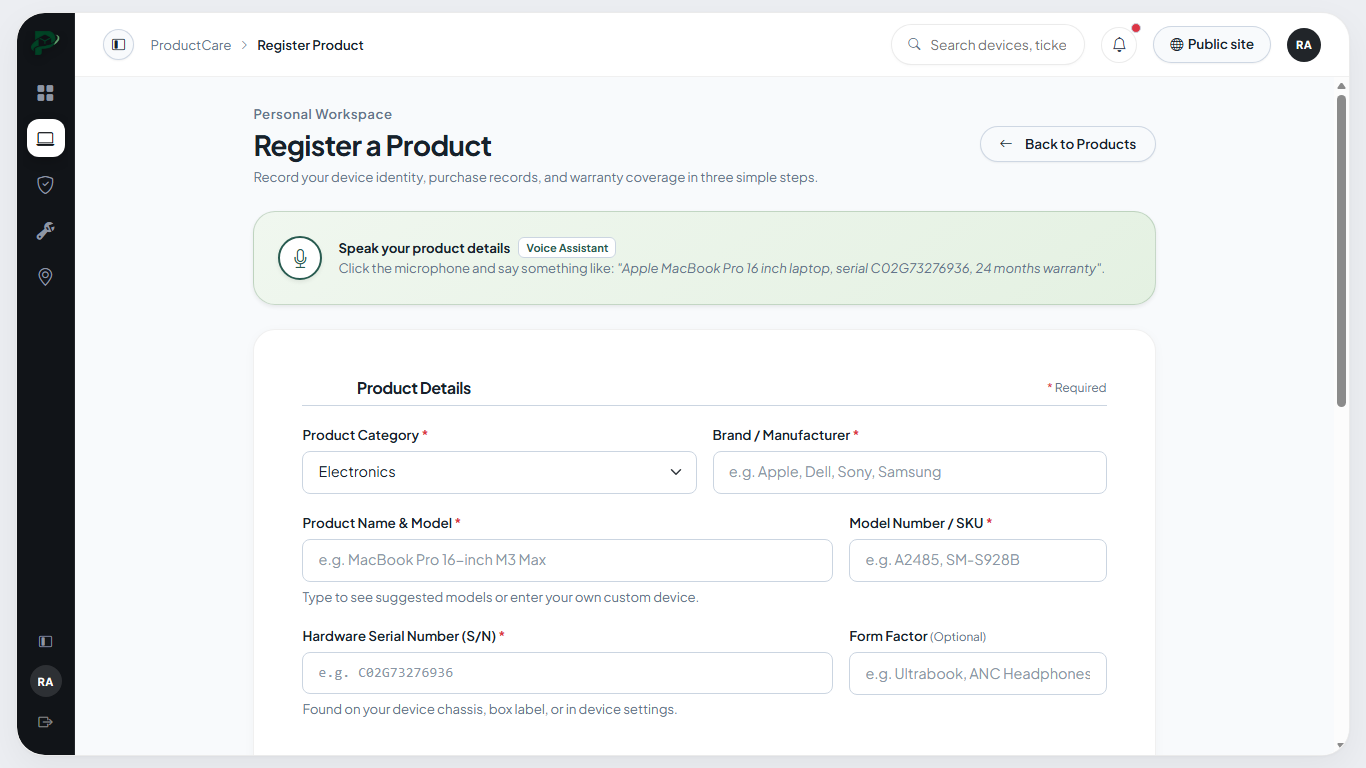 ProductCare > Register Product
Search devices, ticke
Public site
RA
Personal Workspace
Register a Product
← Back to Products
Record your device identity, purchase records, and warranty coverage in three simple steps.
Speak your product details Voice Assistant
Click the microphone and say something like: "Apple MacBook Pro 16 inch laptop, serial C02G73276936, 24 months warranty".
Product Details * Required
Product Category * Brand / Manufacturer *
Electronics e.g. Apple, Dell, Sony, Samsung
Product Name & Model * Model Number / SKU *
e.g. MacBook Pro 16-inch M3 Max e.g. A2485, SM-S928B
Type to see suggested models or enter your own custom device.
Hardware Serial Number (S/N) * Form Factor (Optional)
e.g. C02G73276936 e.g. Ultrabook, ANC Headphones
Found on your device chassis, box label, or in device settings.
RA